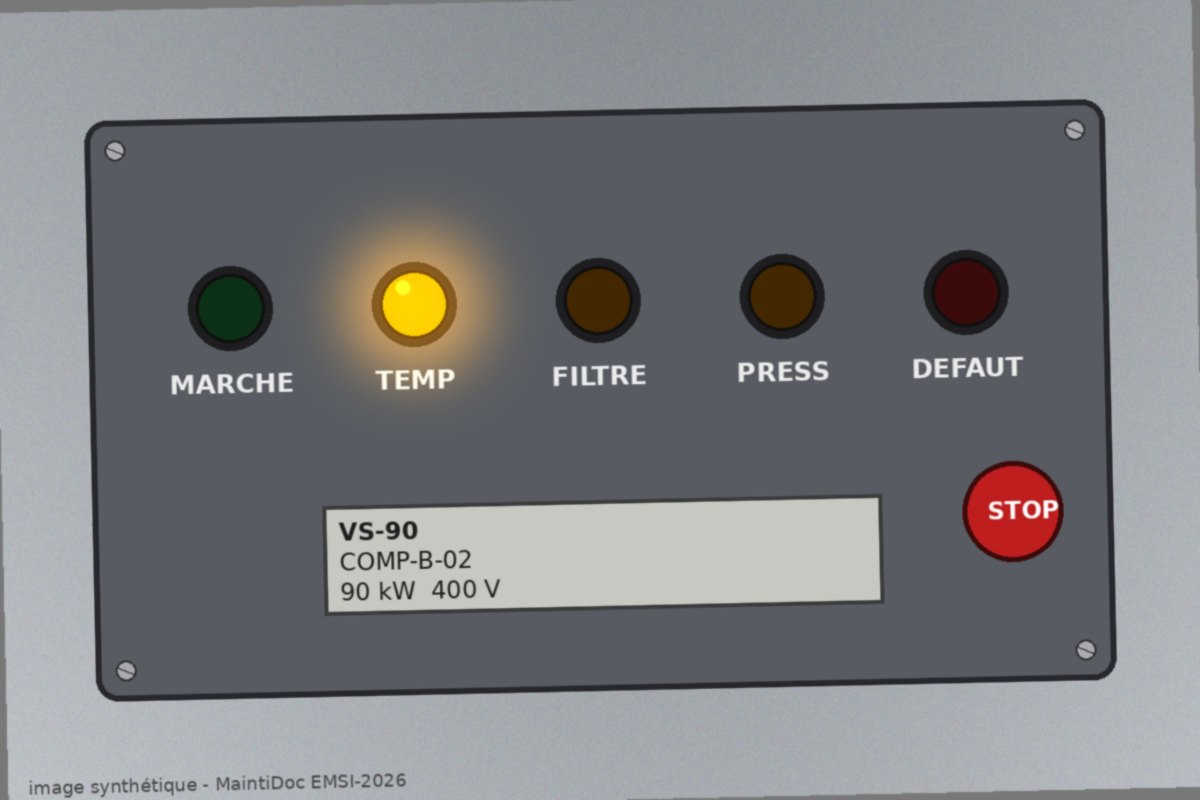 MARCHE TEMP FILTRE PRESS DEFAUT
STOP
VS-90
COMP-B-02
90 kW 400 V
image synthétique - MaintiDoc EMSI-2026